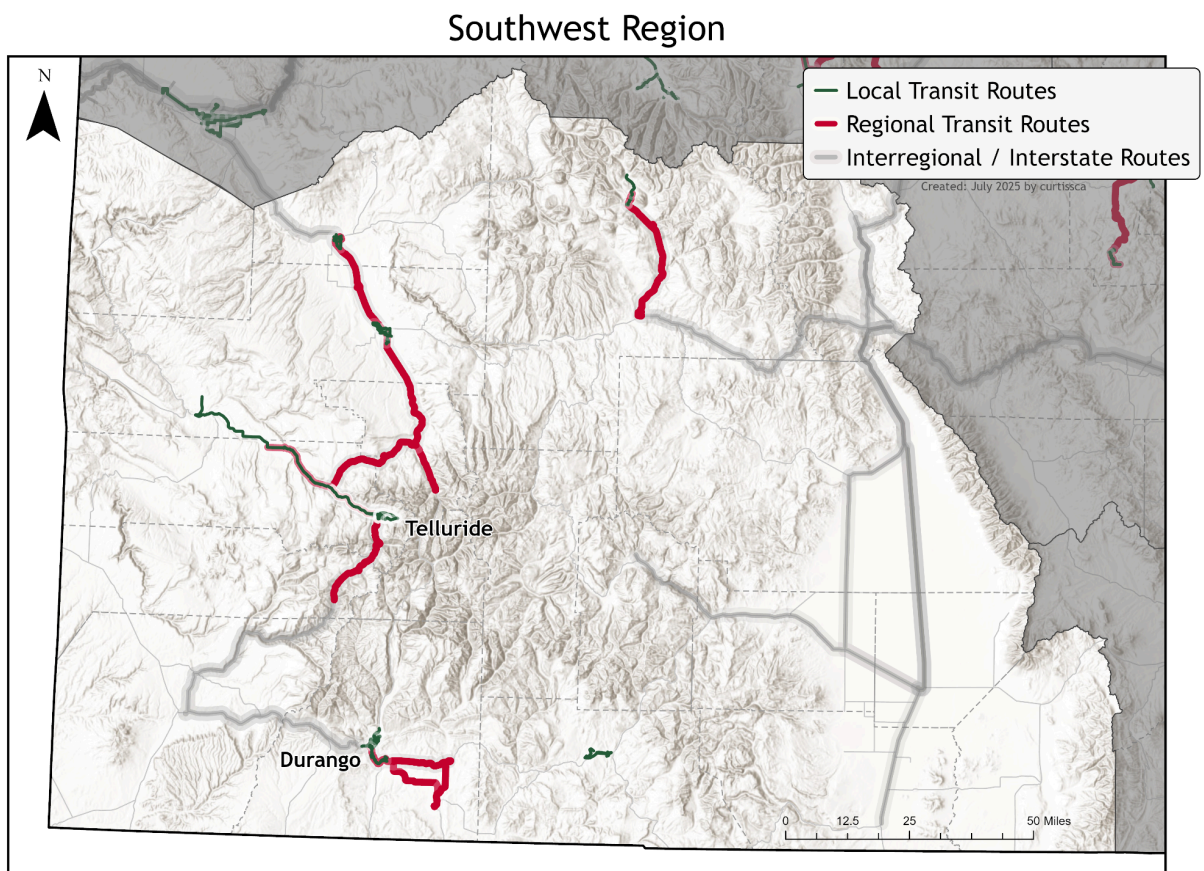 Southwest Region
N
Local Transit Routes
Regional Transit Routes
Interregional / Interstate Routes
Created: July 2025 by curtissca
Telluride
Durango
0 12.5 25 50 Miles